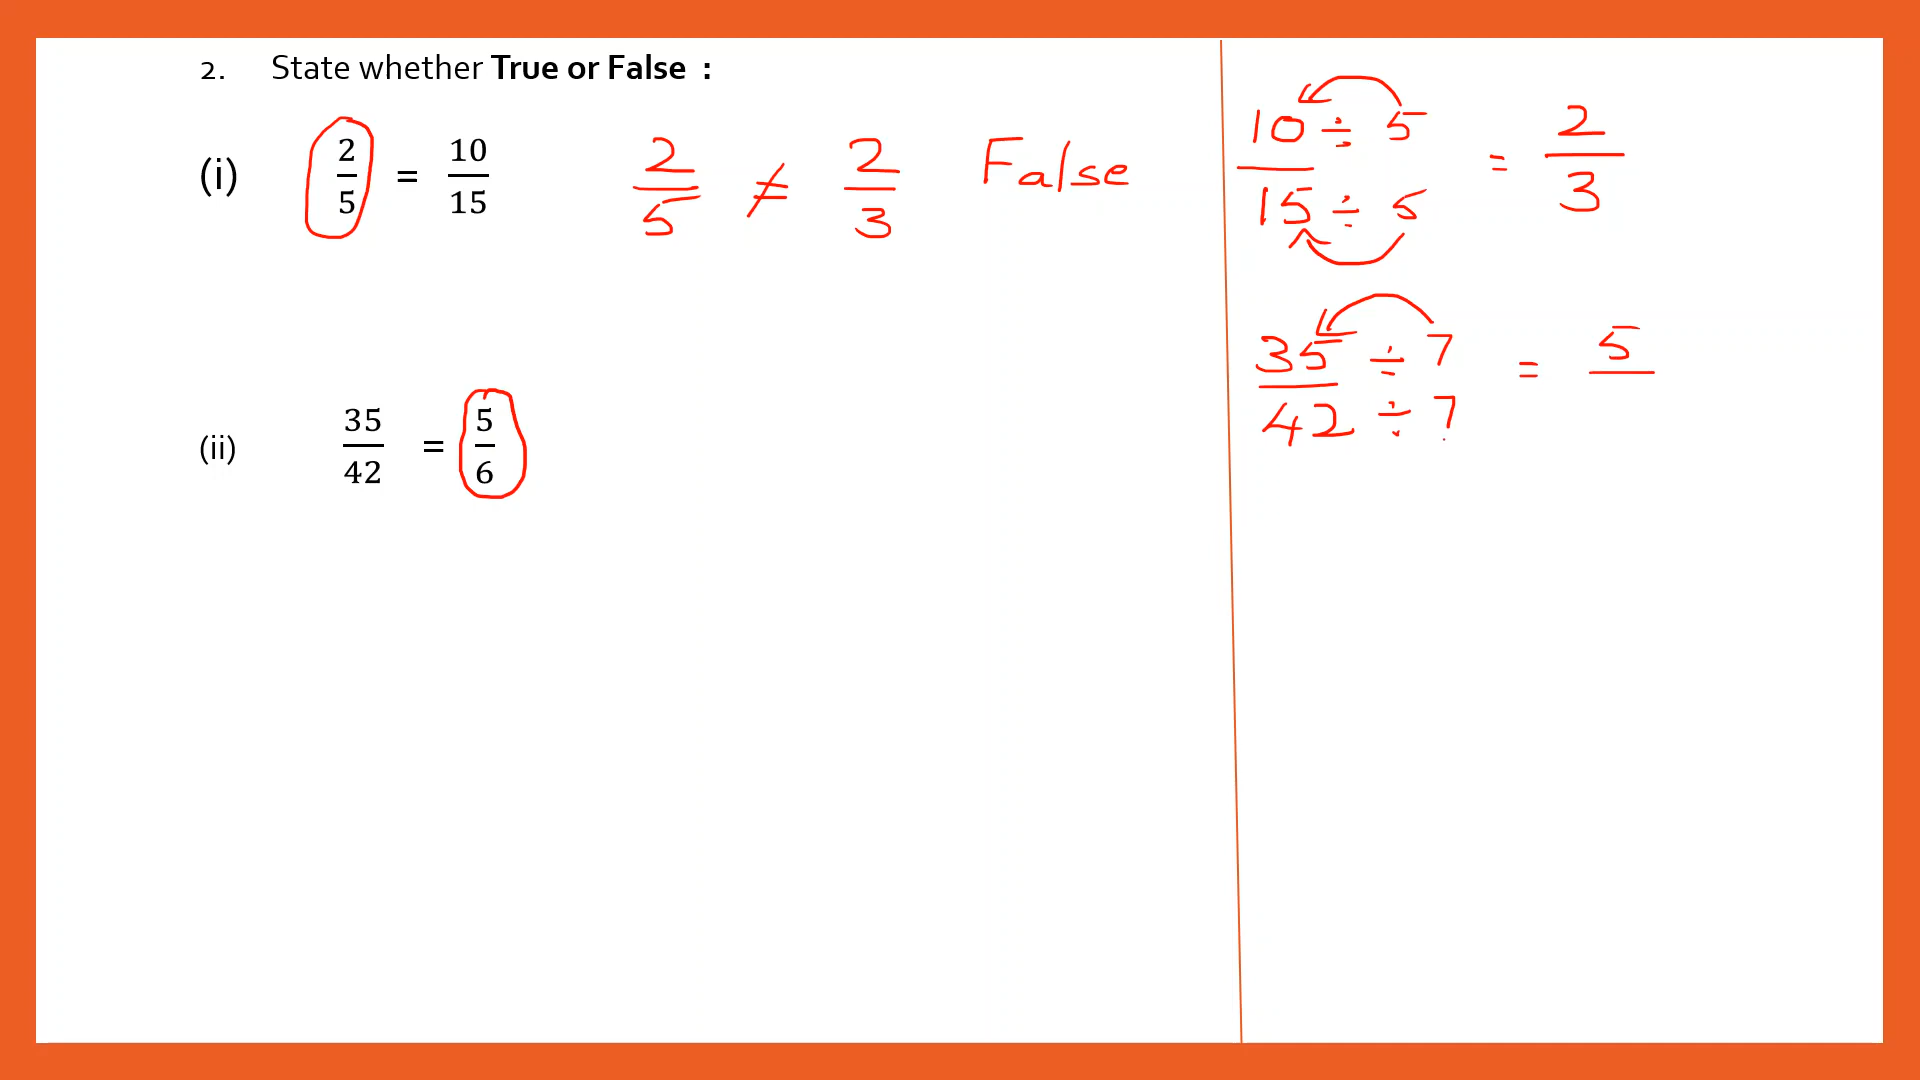 2. State whether True or False :
(i) 2/5 = 10/15 2/5 ≠ 2/3 False
(ii) 35/42 = 5/6
10 ÷ 5 / 15 ÷ 5 = 2/3
35 ÷ 7 / 42 ÷ 7 = 5/